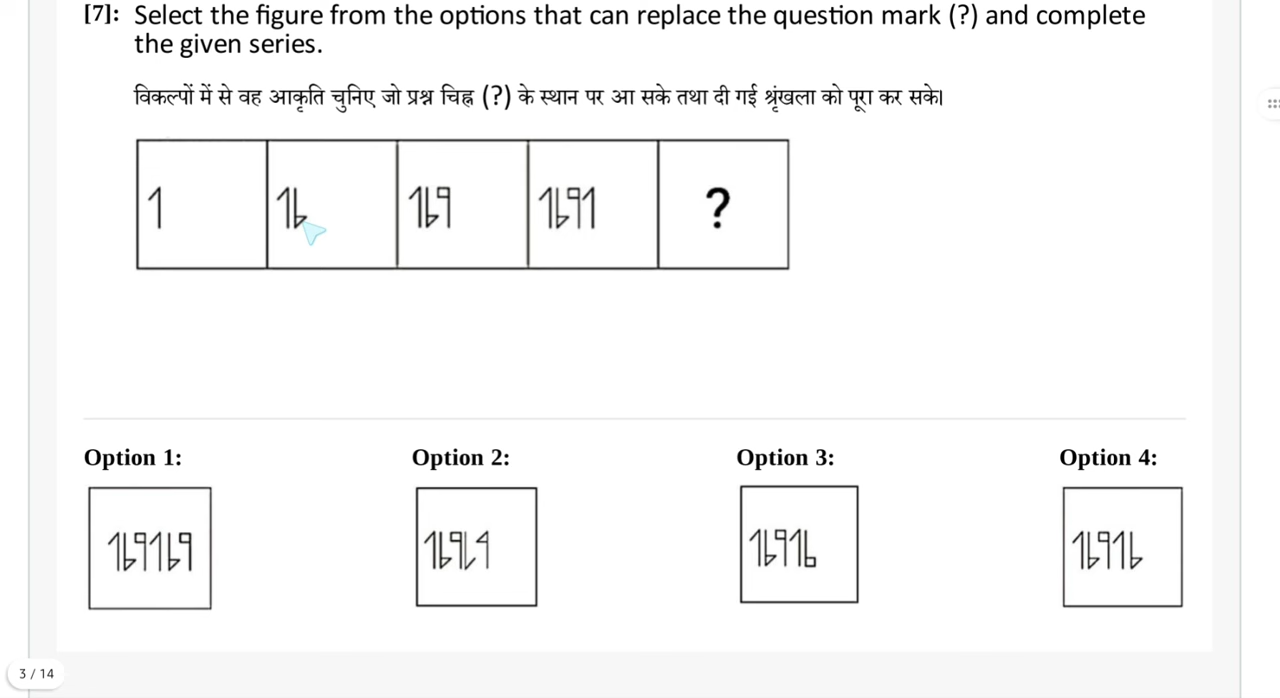 [7]: Select the figure from the options that can replace the question mark (?) and complete
the given series.
विकल्पों में से वह आकृति चुनिए जो प्रश्न चिह्न (?) के स्थान पर आ सके तथा दी गई श्रृंखला को पूरा कर सके।
?
Option 1: Option 2: Option 3: Option 4:
3 / 14